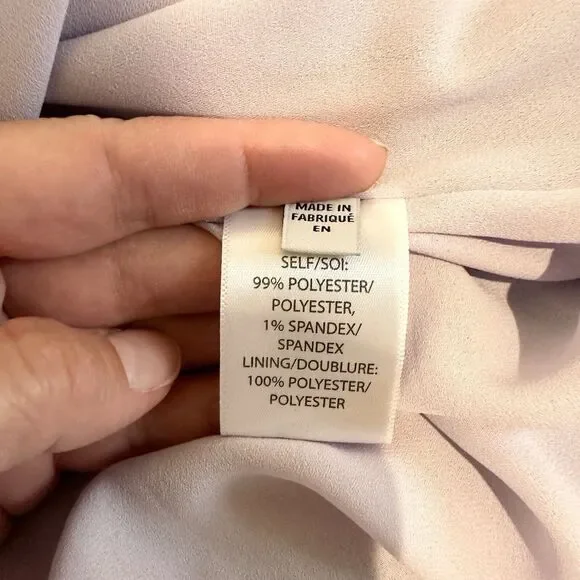 MADE IN
FABRIQUÉ
EN
SELF/SOI:
99% POLYESTER/
POLYESTER,
1% SPANDEX/
SPANDEX
LINING/DOUBLURE:
100% POLYESTER/
POLYESTER